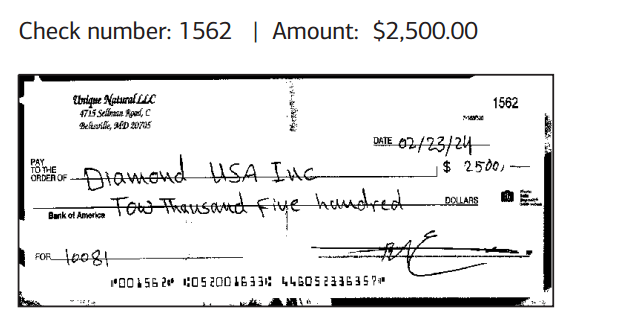 Check number: 1562 | Amount: $2,500.00
Unique Natural LLC
4715 Sellman Road, C
Beltsville, MD 20705
1562
DATE 02/23/24
PAY TO THE ORDER OF Diamond USA Inc $ 2500,—
Tow Thousand Five hundred DOLLARS
Bank of America
FOR 10081
⑈001562⑈ ⑆052001633⑆ 446052336357⑈